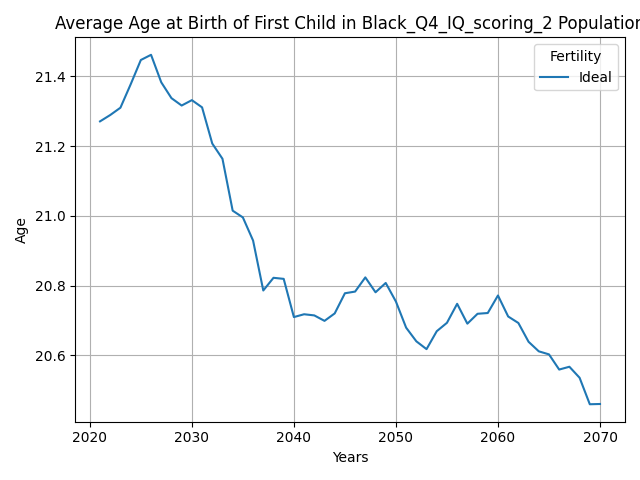 Average Age at Birth of First Child in Black_Q4_IQ_scoring_2 Population
Fertility
Ideal
21.4
21.2
21.0
20.8
20.6
Age
2020 2030 2040 2050 2060 2070
Years